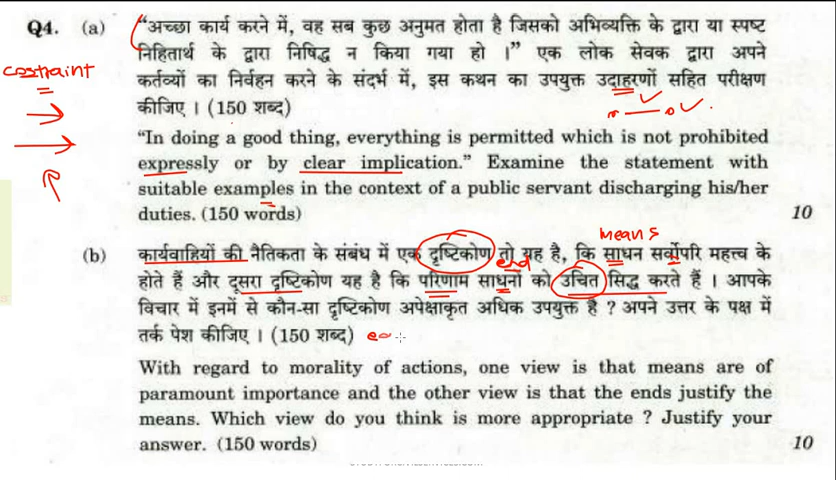 Q4. (a) “अच्छा कार्य करने में, वह सब कुछ अनुमत होता है जिसको अभिव्यक्ति के द्वारा या स्पष्ट
निहितार्थ के द्वारा निषिद्ध न किया गया हो ।” एक लोक सेवक द्वारा अपने
costraint
कर्तव्यों का निर्वहन करने के संदर्भ में, इस कथन का उपयुक्त उदाहरणों सहित परीक्षण
कीजिए । (150 शब्द)
“In doing a good thing, everything is permitted which is not prohibited
expressly or by clear implication.” Examine the statement with
suitable examples in the context of a public servant discharging his/her
duties. (150 words) 10
means
(b) कार्यवाहियों की नैतिकता के संबंध में एक दृष्टिकोण तो यह है, कि साधन सर्वोपरि महत्त्व के
end
होते हैं और दूसरा दृष्टिकोण यह है कि परिणाम साधनों को उचित सिद्ध करते हैं । आपके
विचार में इनमें से कौन-सा दृष्टिकोण अपेक्षाकृत अधिक उपयुक्त है ? अपने उत्तर के पक्ष में
तर्क पेश कीजिए । (150 शब्द)
With regard to morality of actions, one view is that means are of
paramount importance and the other view is that the ends justify the
means. Which view do you think is more appropriate ? Justify your
answer. (150 words) 10